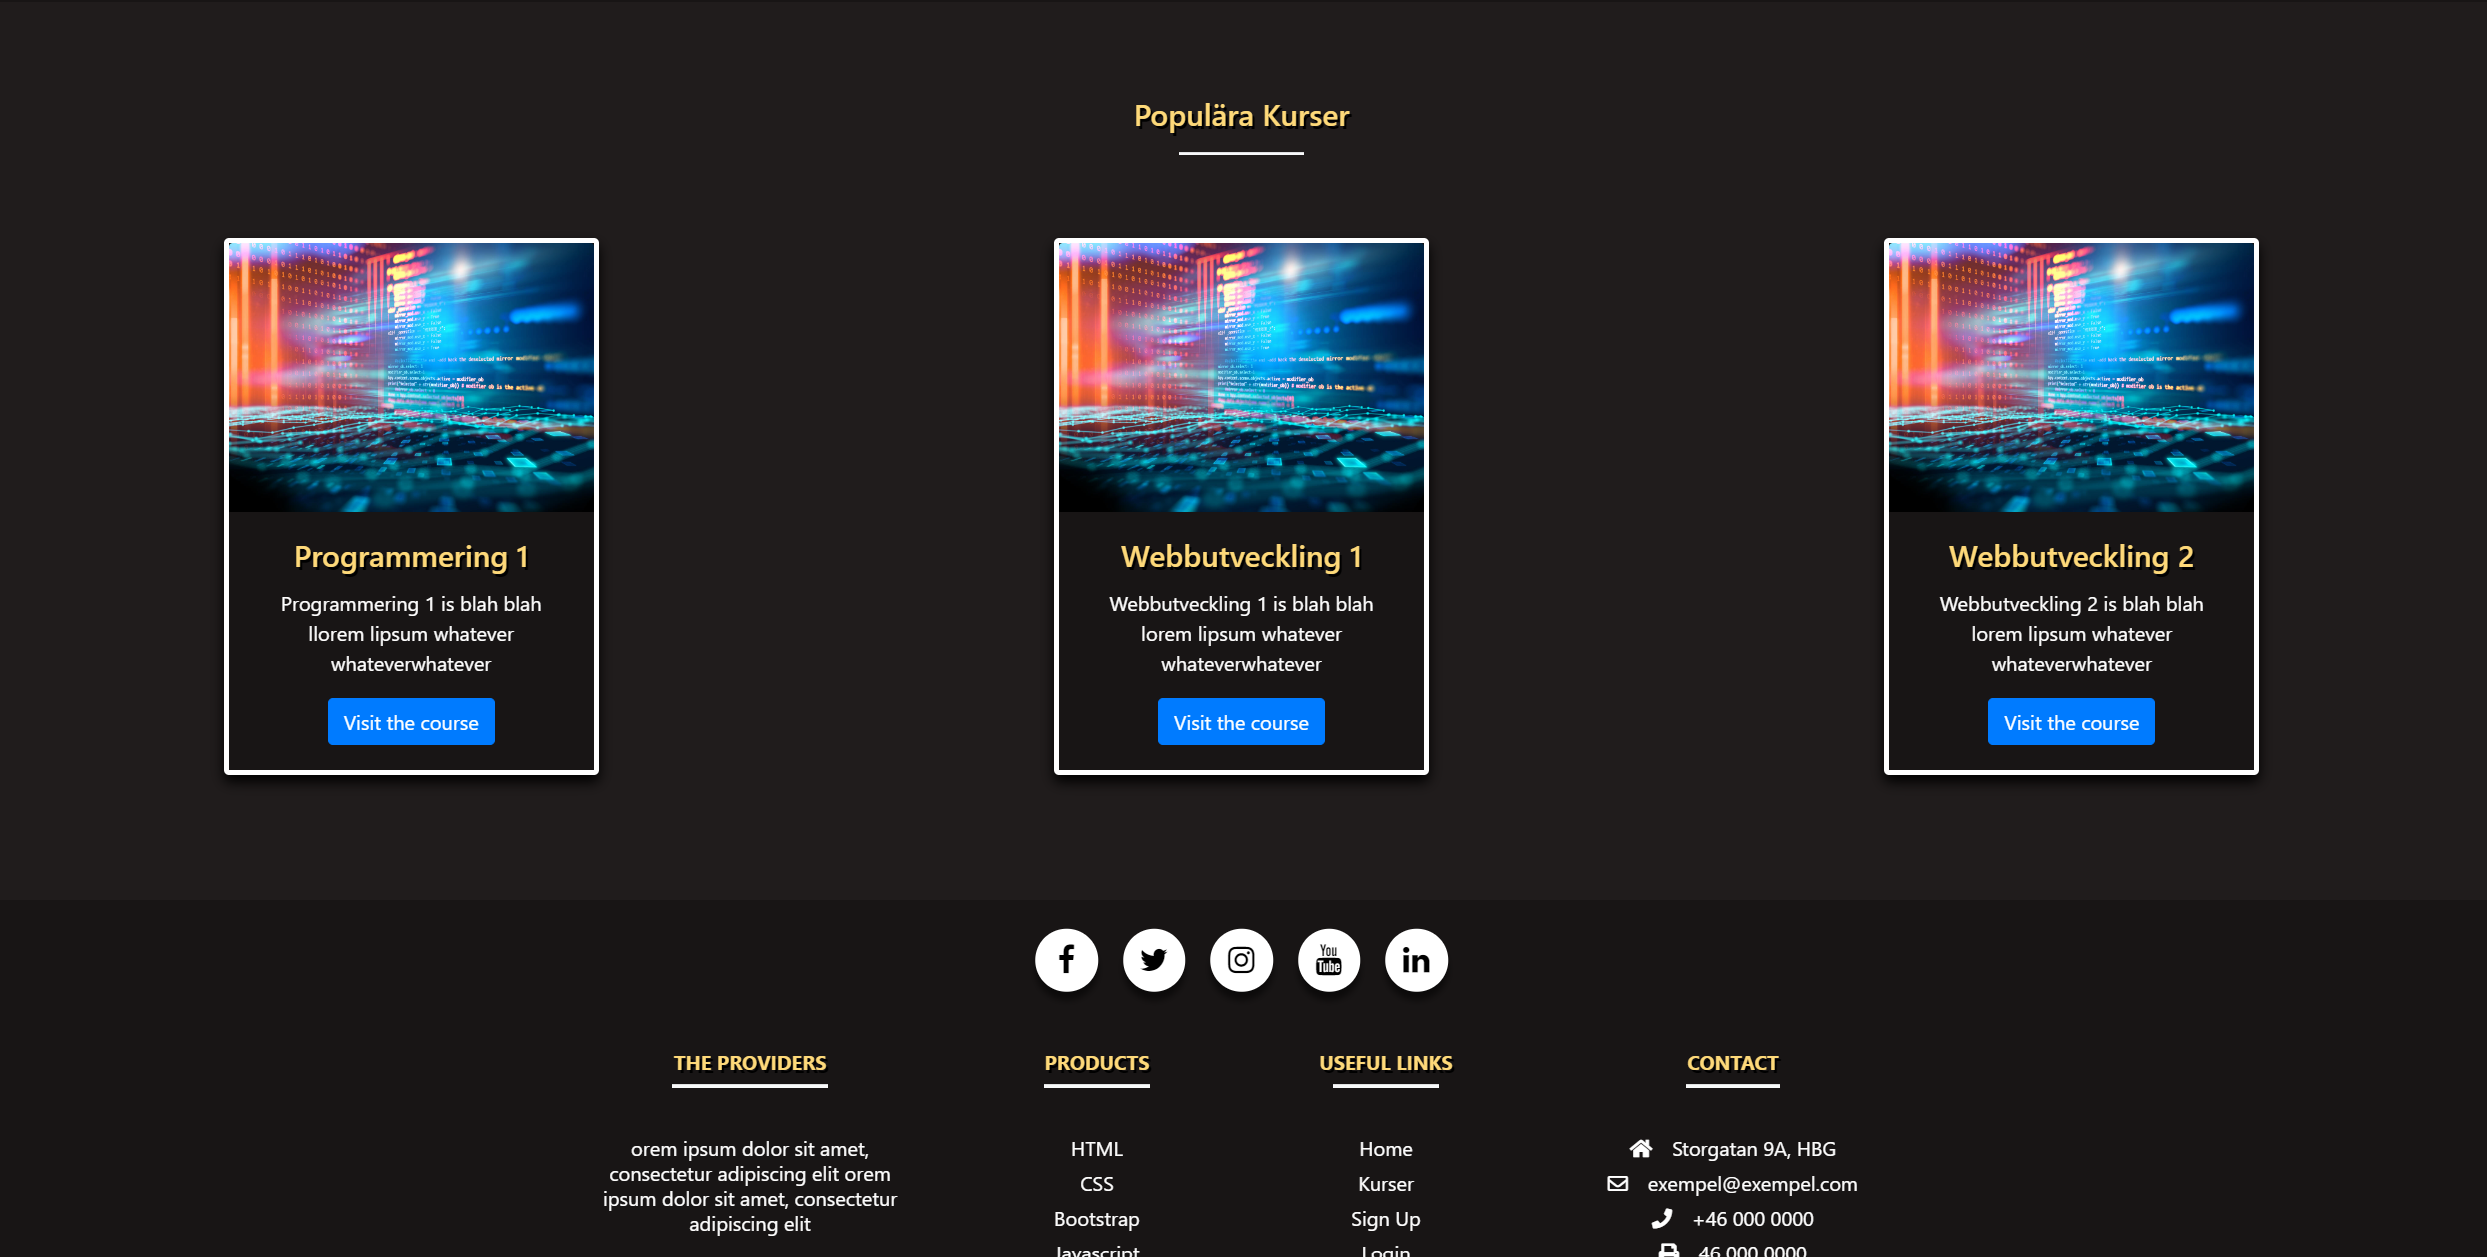 Populära Kurser
Programmering 1
Programmering 1 is blah blah
llorem lipsum whatever
whateverwhatever
Visit the course
Webbutveckling 1
Webbutveckling 1 is blah blah
lorem lipsum whatever
whateverwhatever
Visit the course
Webbutveckling 2
Webbutveckling 2 is blah blah
lorem lipsum whatever
whateverwhatever
Visit the course
You
Tube
THE PROVIDERS
orem ipsum dolor sit amet,
consectetur adipiscing elit orem
ipsum dolor sit amet, consectetur
adipiscing elit
PRODUCTS
HTML
CSS
Bootstrap
Javascript
USEFUL LINKS
Home
Kurser
Sign Up
Login
CONTACT
Storgatan 9A, HBG
exempel@exempel.com
+46 000 0000
46 000 0000